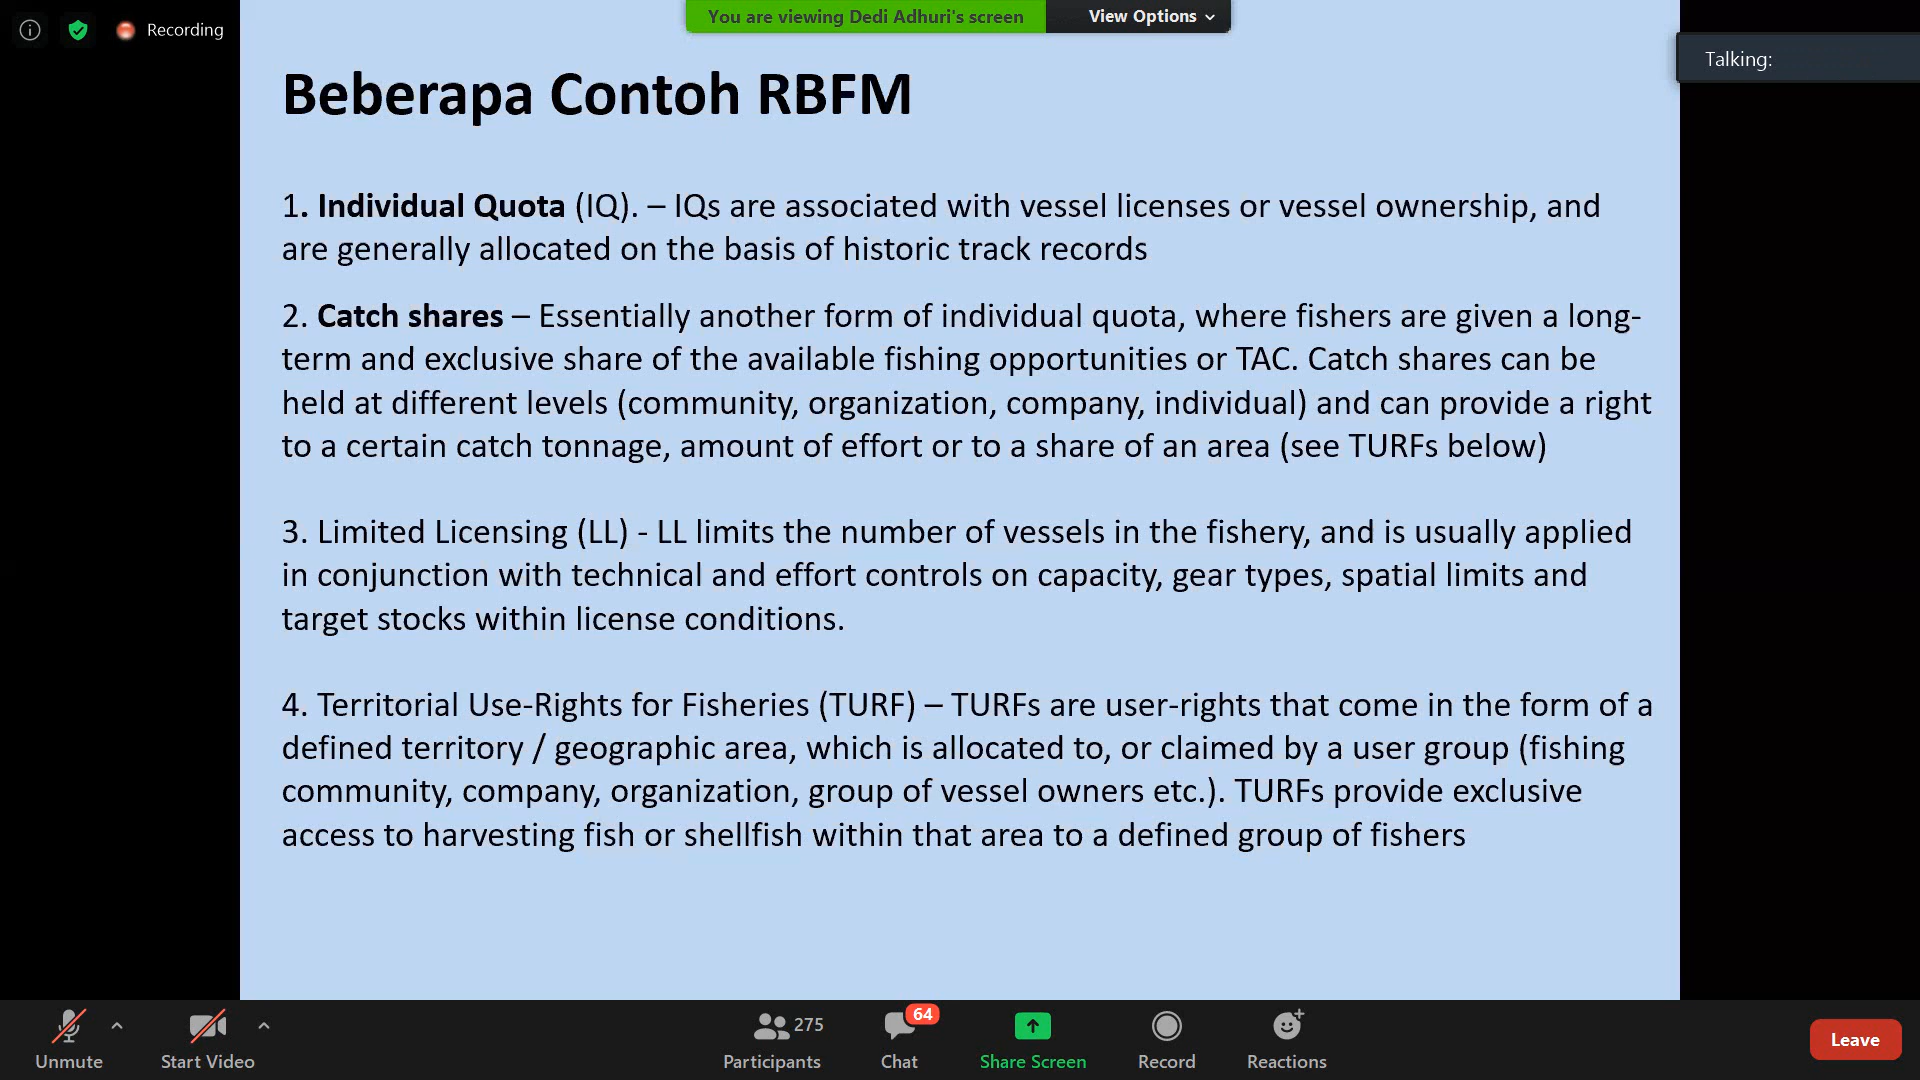 Recording
You are viewing Dedi Adhuri's screen
View Options
Talking:
Beberapa Contoh RBFM
1. Individual Quota (IQ). – IQs are associated with vessel licenses or vessel ownership, and
are generally allocated on the basis of historic track records
2. Catch shares – Essentially another form of individual quota, where fishers are given a long-
term and exclusive share of the available fishing opportunities or TAC. Catch shares can be
held at different levels (community, organization, company, individual) and can provide a right
to a certain catch tonnage, amount of effort or to a share of an area (see TURFs below)
3. Limited Licensing (LL) - LL limits the number of vessels in the fishery, and is usually applied
in conjunction with technical and effort controls on capacity, gear types, spatial limits and
target stocks within license conditions.
4. Territorial Use-Rights for Fisheries (TURF) – TURFs are user-rights that come in the form of a
defined territory / geographic area, which is allocated to, or claimed by a user group (fishing
community, company, organization, group of vessel owners etc.). TURFs provide exclusive
access to harvesting fish or shellfish within that area to a defined group of fishers
275
64
Unmute
Start Video
Participants
Chat
Share Screen
Record
Reactions
Leave